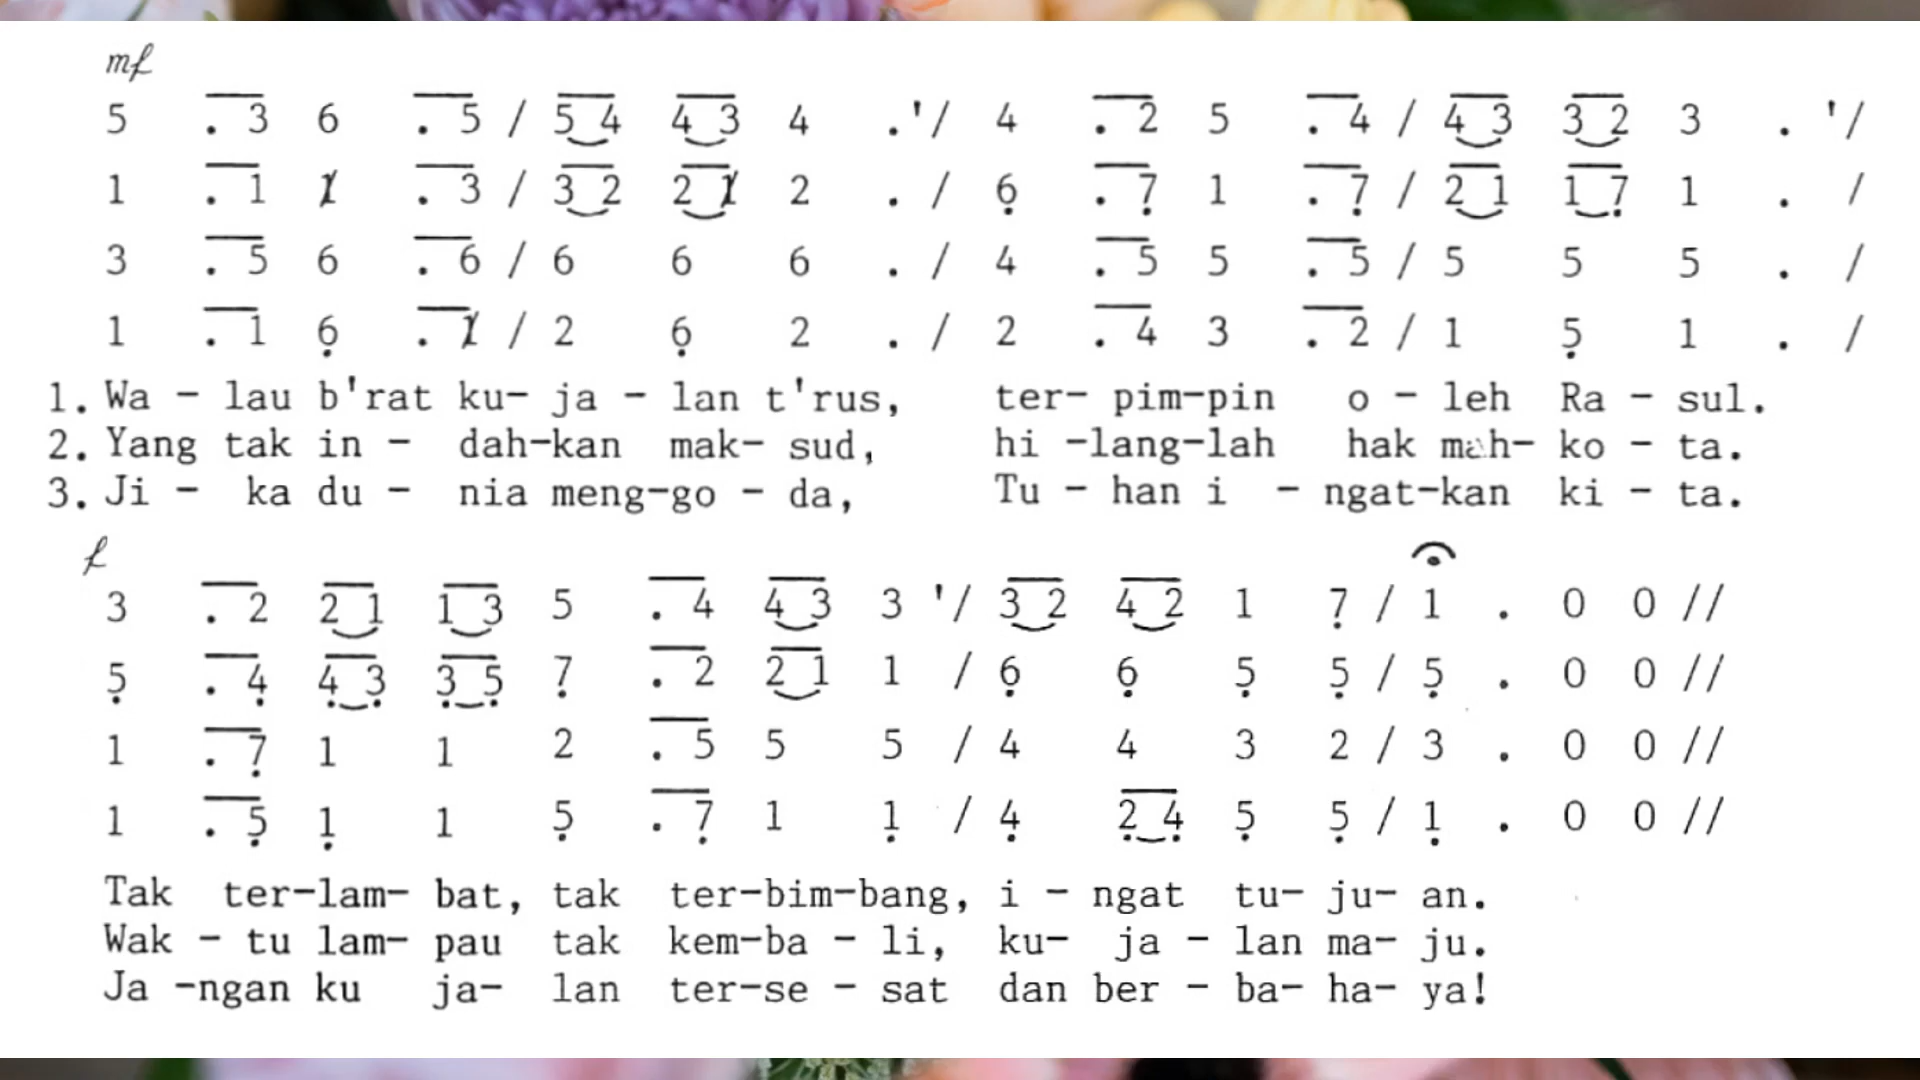 mf
5 . 3 6 . 5 / 5 4 4 3 4 . ' / 4 . 2 5 . 4 / 4 3 3 2 3 . ' /
1 . 1 1̸ . 3 / 3 2 2 1̸ 2 . / 6̣ . 7̣ 1 . 7̣ / 2 1 1 7̣ 1 . /
3 . 5 6 . 6 / 6 6 6 . / 4 . 5 5 . 5 / 5 5 5 . /
1 . 1 6̣ . 1̸ / 2 6̣ 2 . / 2 . 4 3 . 2 / 1 5̣ 1 . /
1. Wa - lau b'rat ku- ja - lan t'rus, ter- pim-pin o - leh Ra - sul.
2. Yang tak in - dah-kan mak- sud, hi -lang-lah hak mah- ko - ta.
3. Ji - ka du - nia meng-go - da, Tu - han i - ngat-kan ki - ta.
f
3 . 2 2 1 1 3 5 . 4 4 3 3 ' / 3 2 4 2 1 7̣ / 1 . 0 0 //
5̣ . 4̣ 4̣ 3̣ 3̣ 5̣ 7̣ . 2 2 1 1 / 6̣ 6̣ 5̣ 5̣ / 5̣ . 0 0 //
1 . 7̣ 1 1 2 . 5 5 5 / 4 4 3 2 / 3 . 0 0 //
1 . 5̣ 1̣ 1 5̣ . 7̣ 1 1̣ / 4̣ 2̣ 4̣ 5̣ 5̣ / 1̣ . 0 0 //
Tak ter-lam- bat, tak ter-bim-bang, i - ngat tu- ju- an.
Wak - tu lam- pau tak kem-ba - li, ku- ja - lan ma- ju.
Ja -ngan ku ja- lan ter-se - sat dan ber - ba- ha- ya!